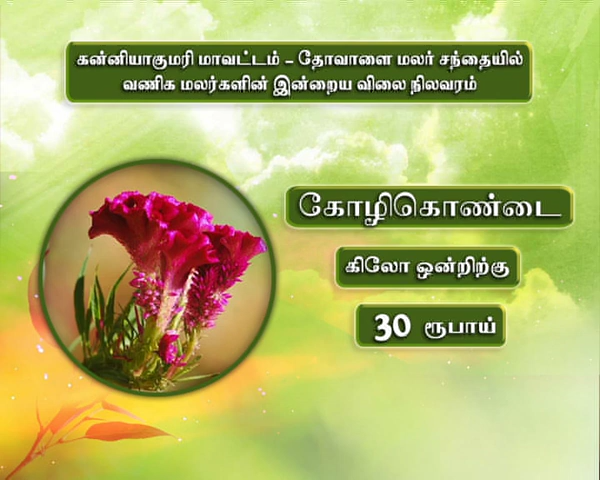 கன்னியாகுமரி மாவட்டம் – தோவாளை மலர் சந்தையில்
வணிக மலர்களின் இன்றைய விலை நிலவரம்
கோழிகொண்டை
கிலோ ஒன்றிற்கு
30 ரூபாய்